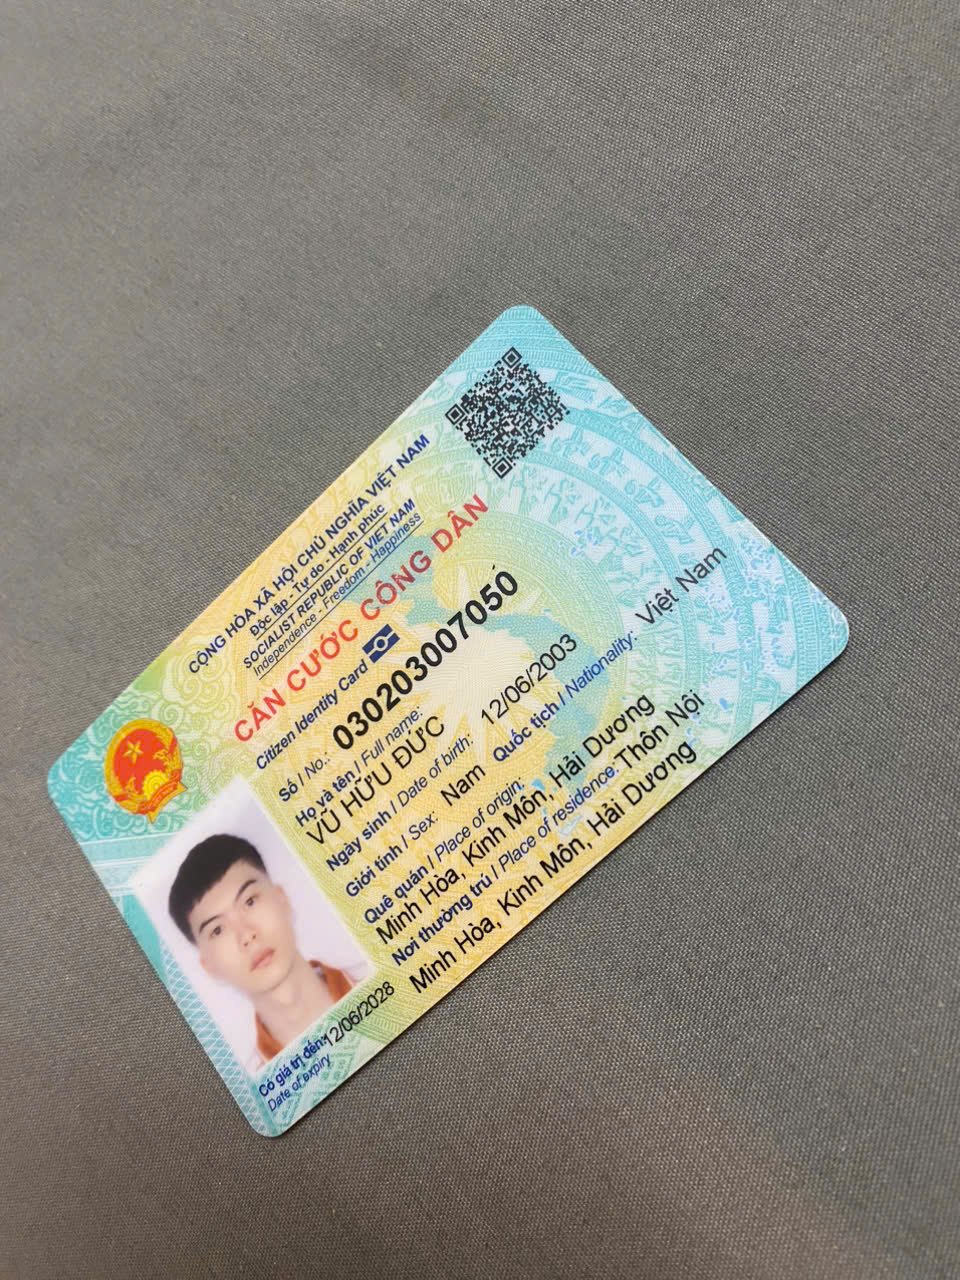 CỘNG HÒA XÃ HỘI CHỦ NGHĨA VIỆT NAM
Độc lập - Tự do - Hạnh phúc
SOCIALIST REPUBLIC OF VIET NAM
Independence - Freedom - Happiness
CĂN CƯỚC CÔNG DÂN
Citizen Identity Card
Số / No.: 030203007050
Họ và tên / Full name:
VŨ HỮU ĐỨC
Ngày sinh / Date of birth: 12/06/2003
Giới tính / Sex: Nam Quốc tịch / Nationality: Việt Nam
Quê quán / Place of origin:
Minh Hòa, Kinh Môn, Hải Dương
Nơi thường trú / Place of residence: Thôn Nội
Minh Hòa, Kinh Môn, Hải Dương
Có giá trị đến: 12/06/2028
Date of expiry